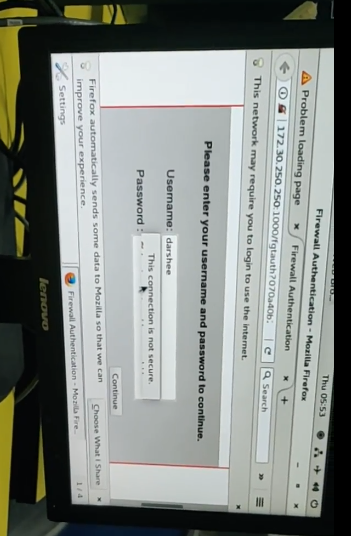 Thu 05:53
Firewall Authentication - Mozilla Firefox
Problem loading page
Firewall Authentication
172.30.250.250:1000/fgtauth?070a40b:
Search
This network may require you to login to use the internet.
Please enter your username and password to continue.
Username: darshee
Password :
This connection is not secure.
Continue
Firefox automatically sends some data to Mozilla so that we can
improve your experience.
Choose What I Share
Settings
Firewall Authentication - Mozilla Fire...
1 / 4
lenovo